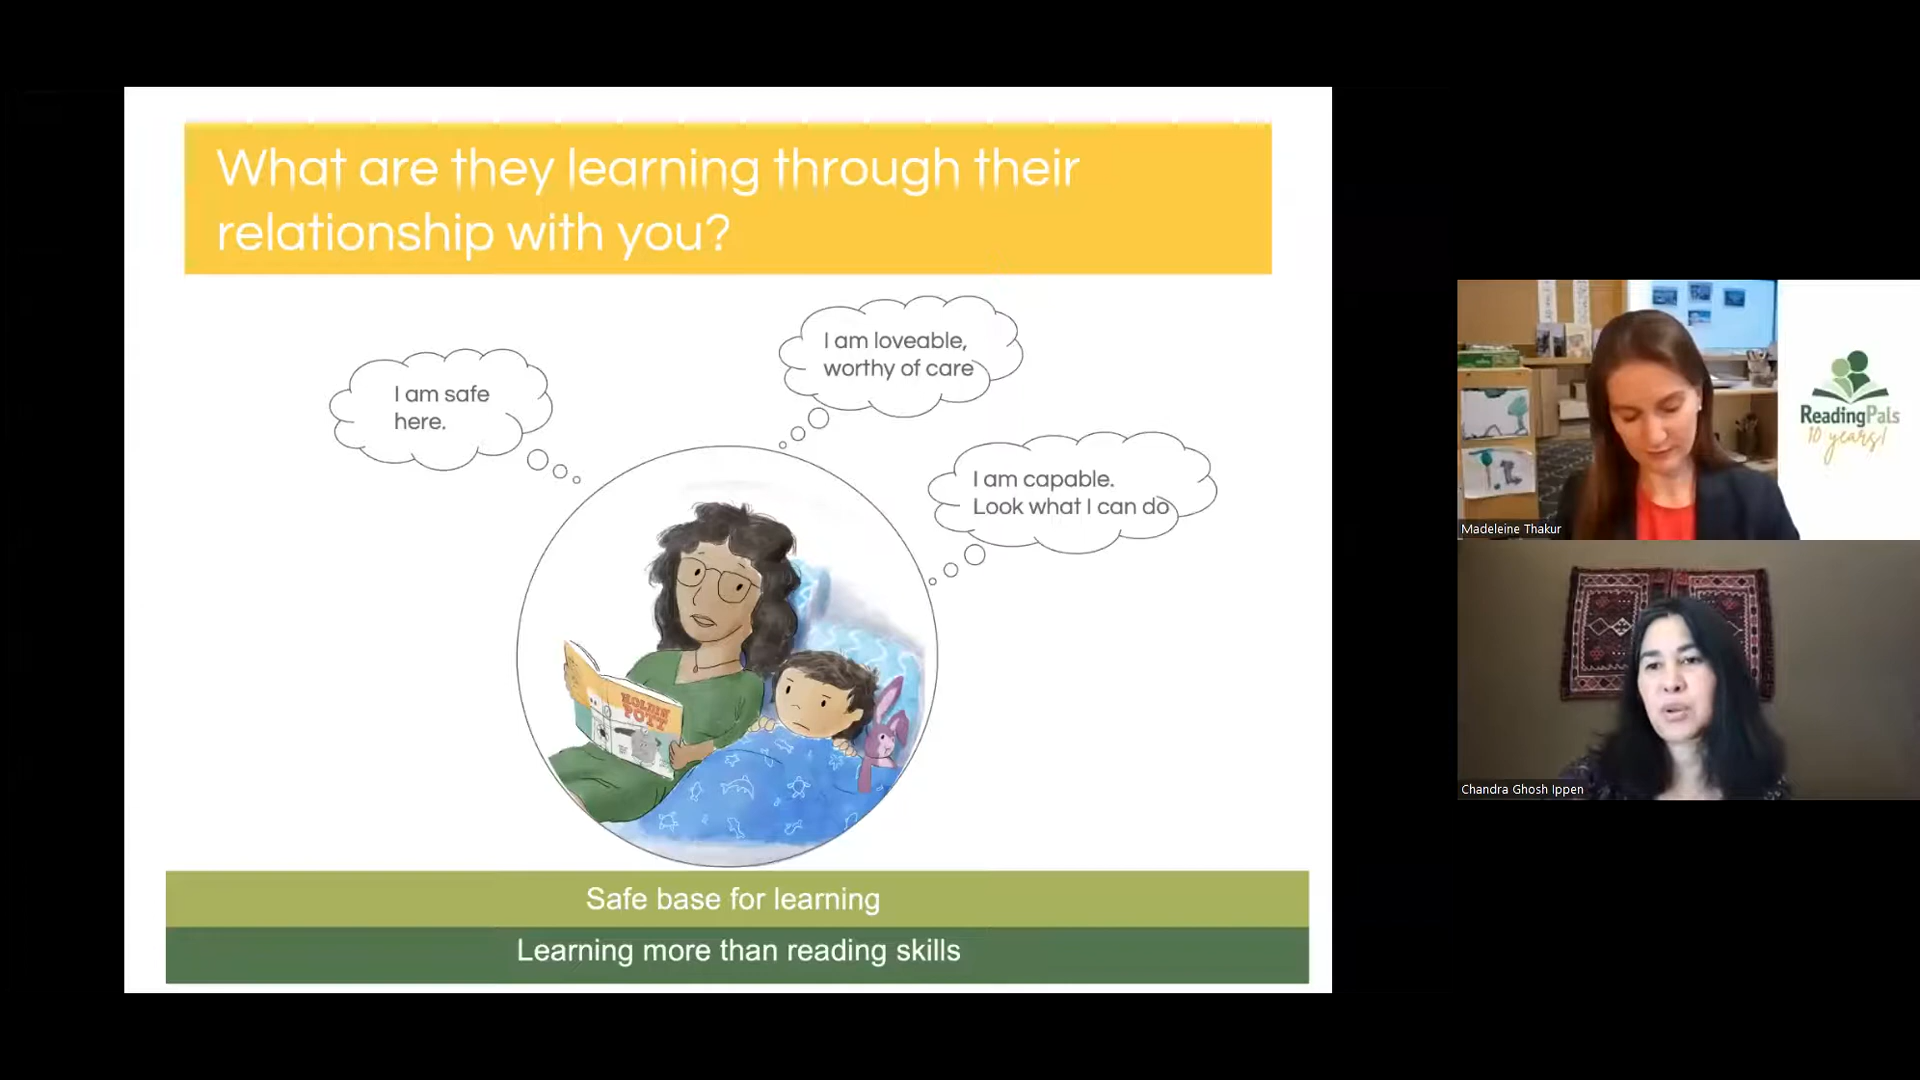 What are they learning through their
relationship with you?
I am safe
here.
I am loveable,
worthy of care
I am capable.
Look what I can do
HOLDIN
POTT
Safe base for learning
Learning more than reading skills
ReadingPals
10 years!
Madeleine Thakur
Chandra Ghosh Ippen